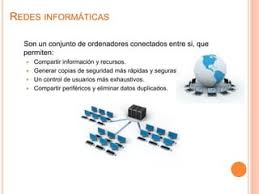 REDES INFORMÁTICAS
Son un conjunto de ordenadores conectados entre sí, que
permiten:
Compartir información y recursos.
Generar copias de seguridad más rápidas y seguras
Un control de usuarios más exhaustivos.
Compartir periféricos y eliminar datos duplicados.